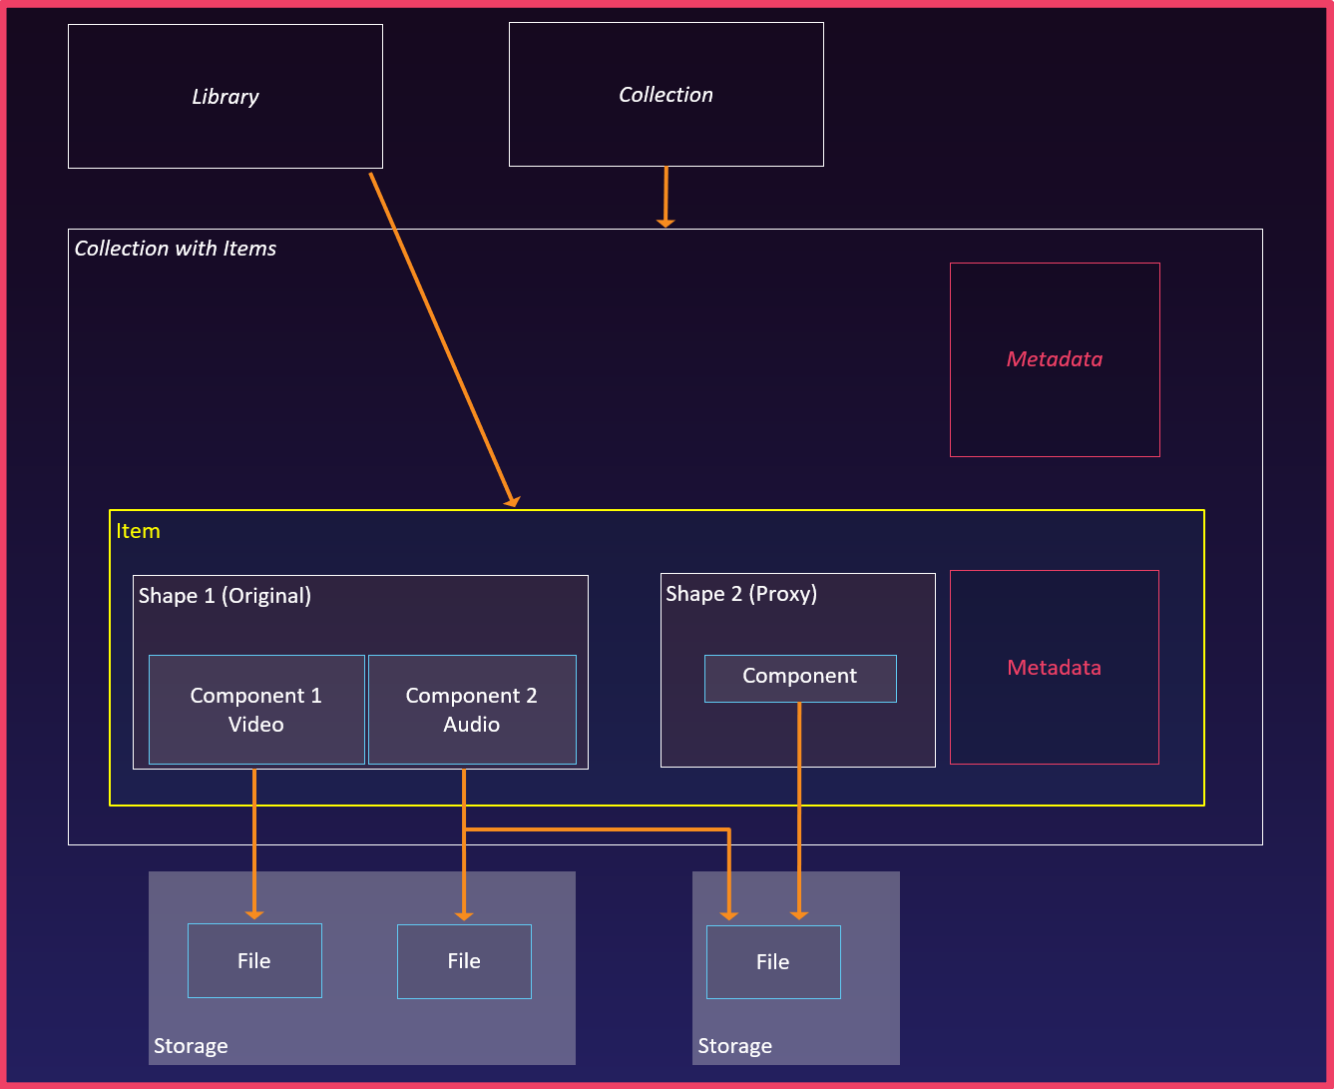 Library
Collection
Collection with Items
Metadata
Item
Shape 1 (Original)
Shape 2 (Proxy)
Component 1
Video
Component 2
Audio
Component
Metadata
File
File
File
Storage
Storage